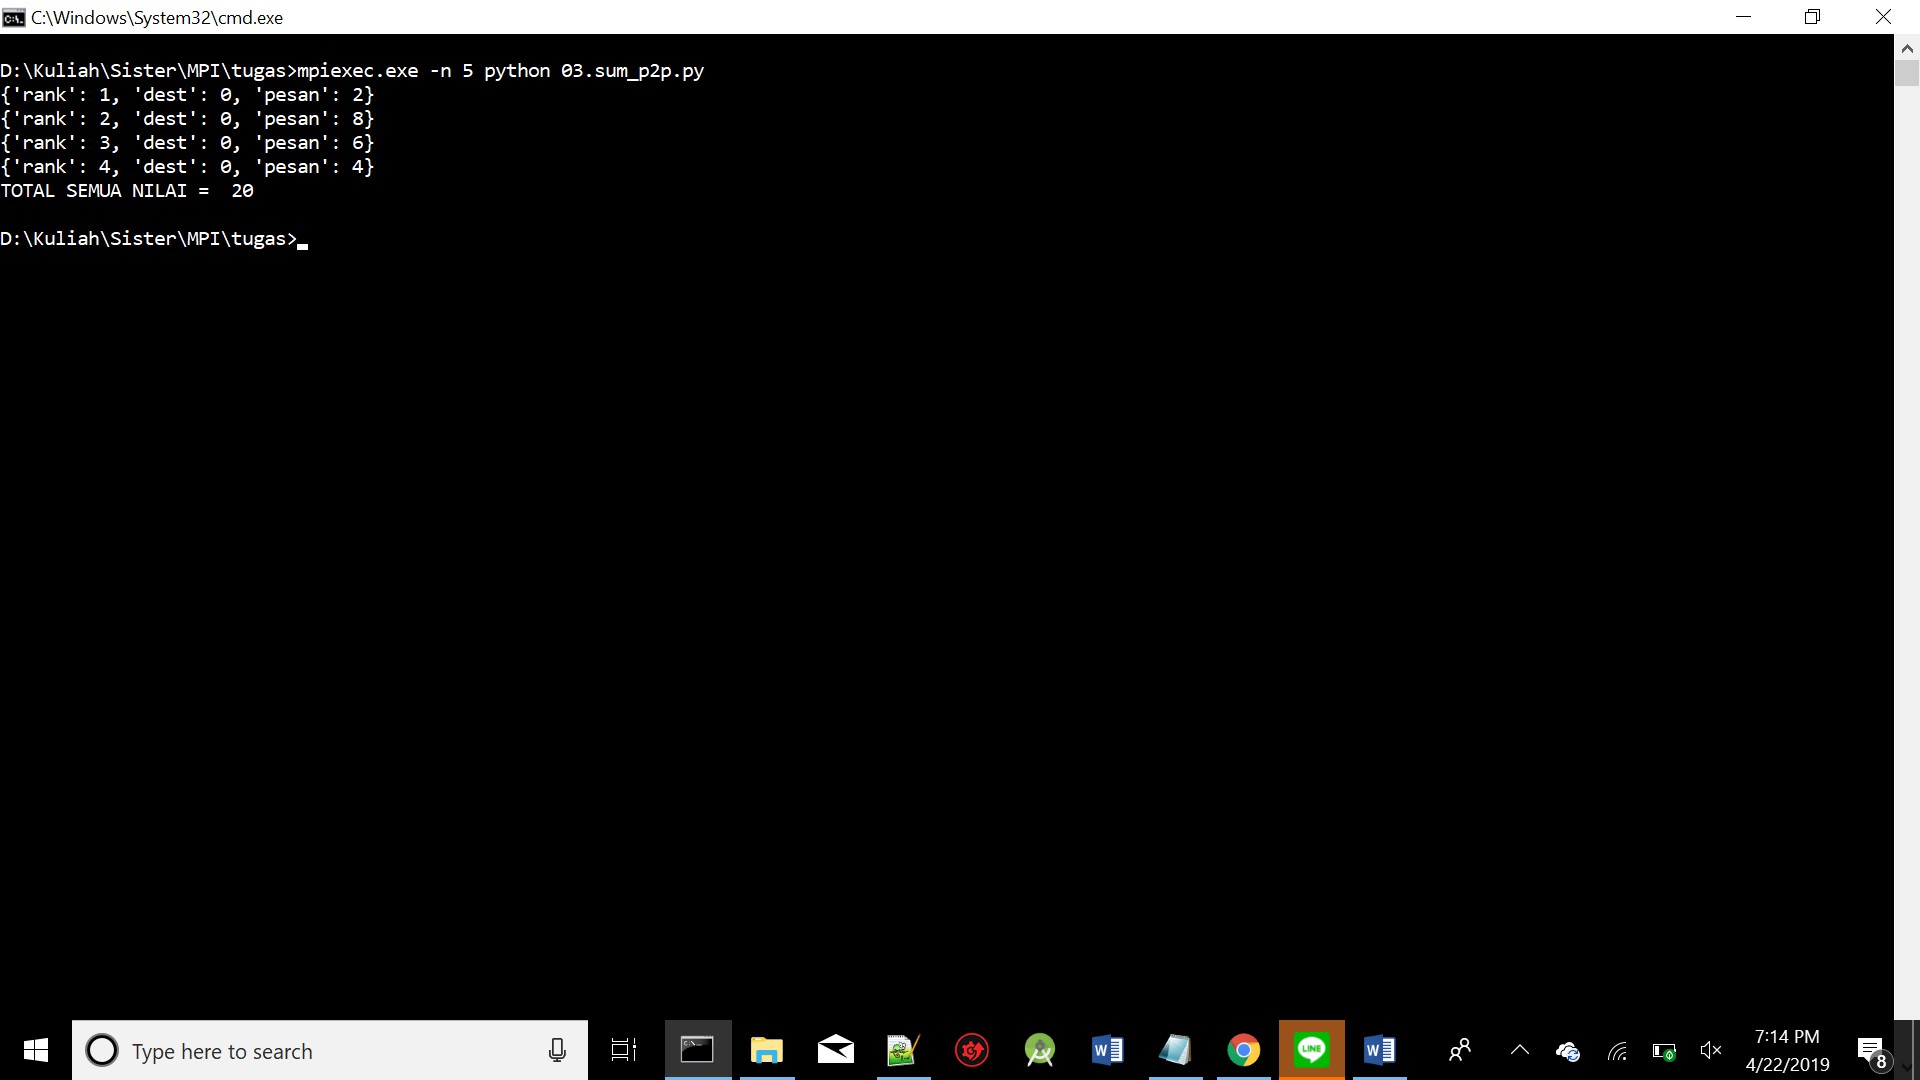 C:\Windows\System32\cmd.exe
D:\Kuliah\Sister\MPI\tugas>mpiexec.exe -n 5 python 03.sum_p2p.py
{'rank': 1, 'dest': 0, 'pesan': 2}
{'rank': 2, 'dest': 0, 'pesan': 8}
{'rank': 3, 'dest': 0, 'pesan': 6}
{'rank': 4, 'dest': 0, 'pesan': 4}
TOTAL SEMUA NILAI =  20
D:\Kuliah\Sister\MPI\tugas>
Type here to search
LINE
7:14 PM
4/22/2019
8